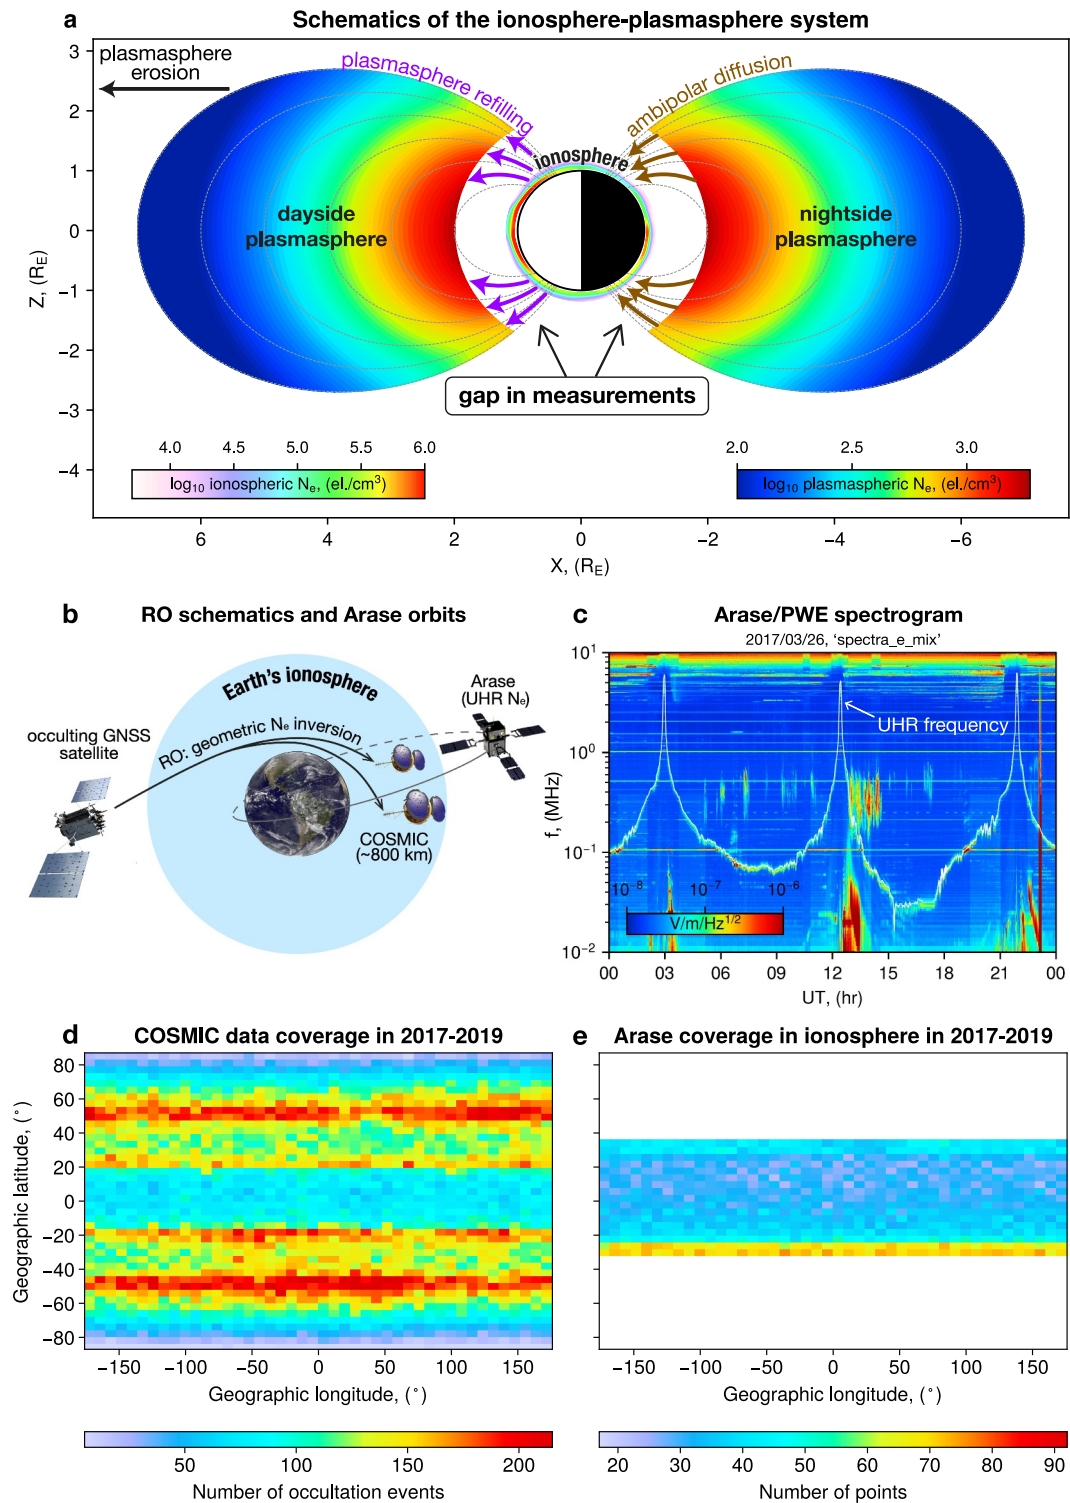 a
Schematics of the ionosphere-plasmasphere system
plasmasphere
erosion
plasmasphere refilling
ambipolar diffusion
ionosphere
dayside
plasmasphere
nightside
plasmasphere
gap in measurements
3
2
1
0
−1
−2
−3
−4
Z, (R_E)
4.0 4.5 5.0 5.5 6.0
log₁₀ ionospheric Nₑ, (el./cm³)
2.0 2.5 3.0
log₁₀ plasmaspheric Nₑ, (el./cm³)
6 4 2 0 −2 −4 −6
X, (R_E)
b
RO schematics and Arase orbits
Earth's ionosphere
Arase
(UHR Nₑ)
occulting GNSS
satellite
RO: geometric Nₑ inversion
COSMIC
(~800 km)
c
Arase/PWE spectrogram
2017/03/26, 'spectra_e_mix'
UHR frequency
10¹
10⁰
10⁻¹
10⁻²
f, (MHz)
10⁻⁸ 10⁻⁷ 10⁻⁶
V/m/Hz^1/2
00 03 06 09 12 15 18 21 00
UT, (hr)
d
COSMIC data coverage in 2017-2019
80
60
40
20
0
−20
−40
−60
−80
Geographic latitude, (°)
−150 −100 −50 0 50 100 150
Geographic longitude, (°)
50 100 150 200
Number of occultation events
e
Arase coverage in ionosphere in 2017-2019
−150 −100 −50 0 50 100 150
Geographic longitude, (°)
20 30 40 50 60 70 80 90
Number of points